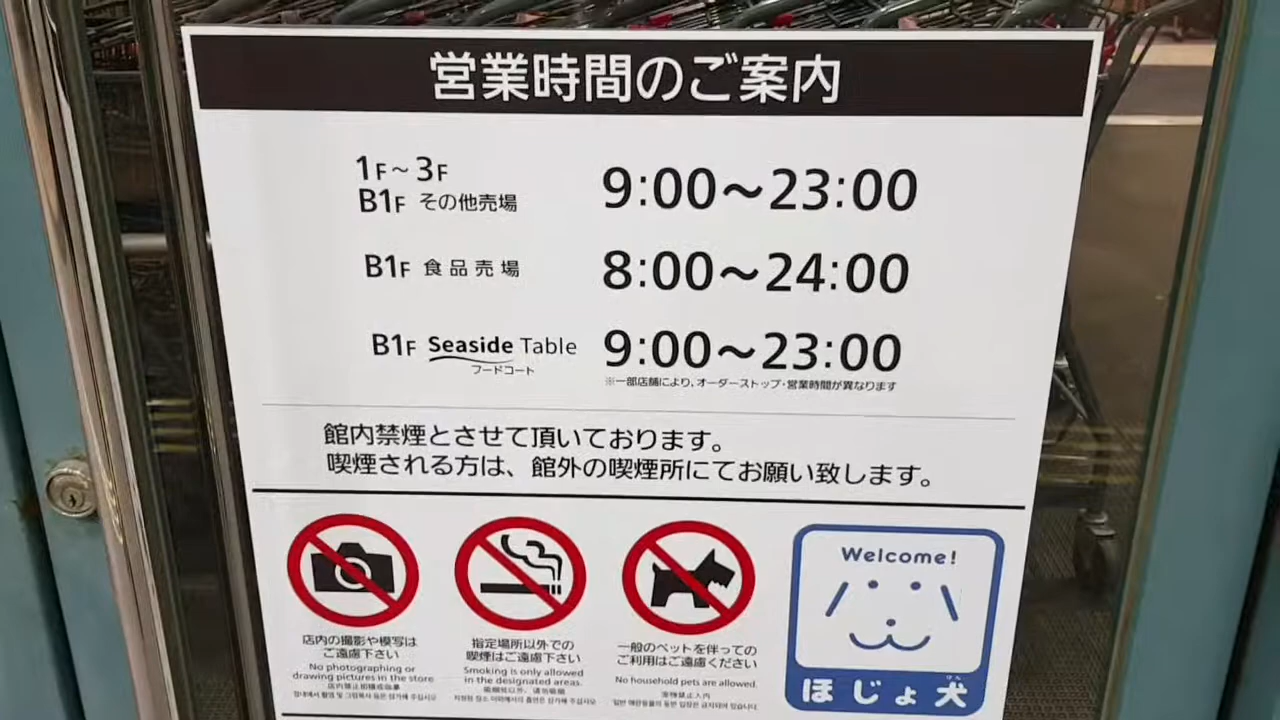 営業時間のご案内
1F～3F
B1F その他売場 9:00～23:00
B1F 食品売場 8:00～24:00
B1F Seaside Table 9:00～23:00
フードコート
※一部店舗により、オーダーストップ・営業時間が異なります
館内禁煙とさせて頂いております。
喫煙される方は、館外の喫煙所にてお願い致します。
店内の撮影や模写は
ご遠慮下さい
No photographing or
drawing pictures in the store
指定場所以外での
喫煙はご遠慮下さい
Smoking is only allowed
in the designated areas.
一般のペットを伴っての
ご利用はご遠慮ください
No household pets are allowed.
Welcome!
ほじょ犬
けん